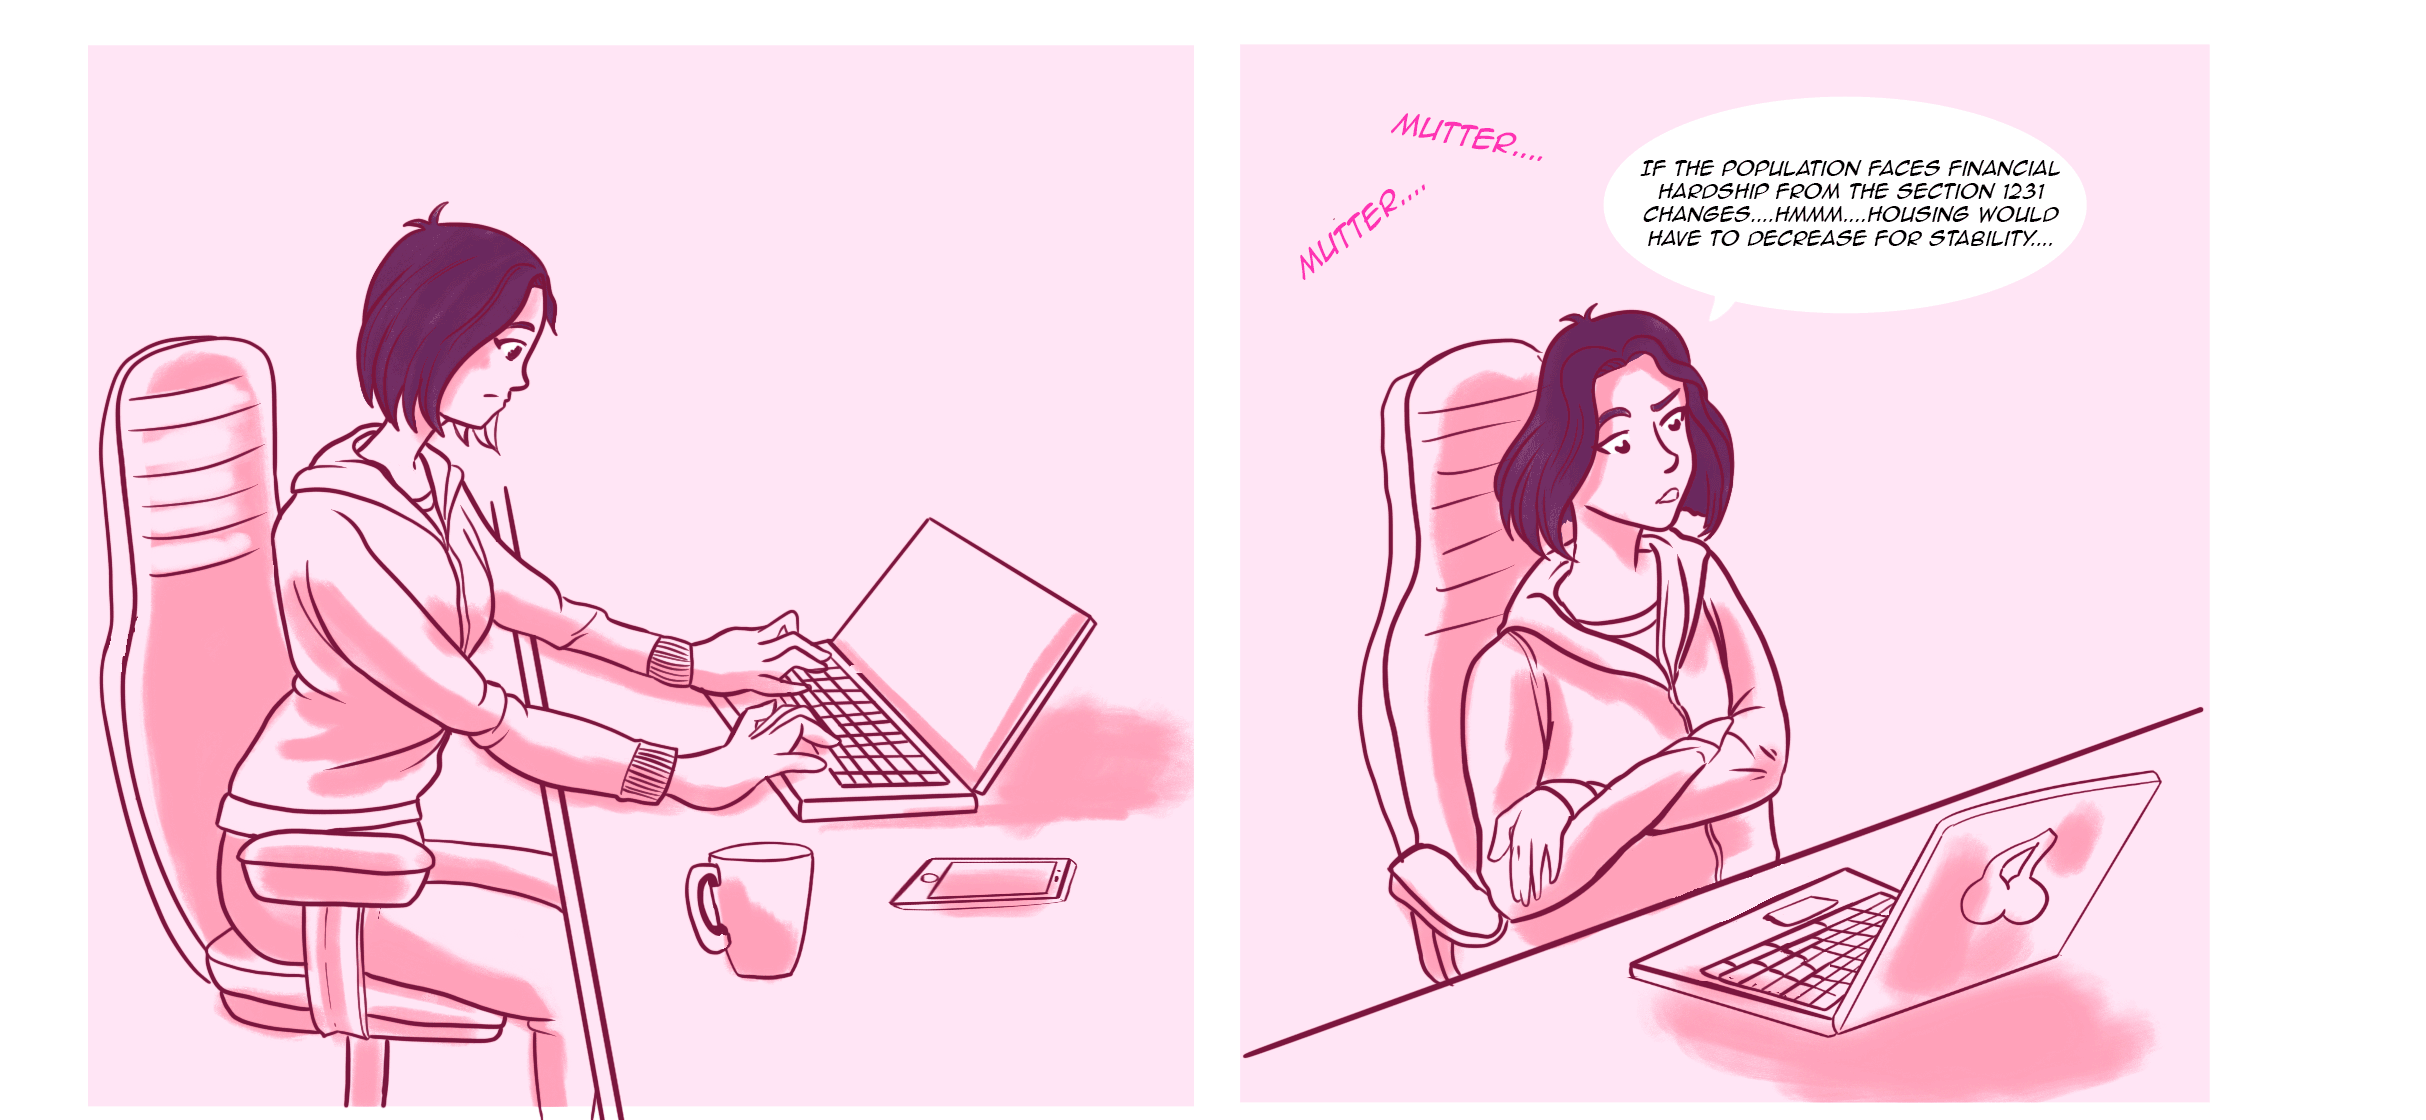 MUTTER....
MUTTER....
IF THE POPULATION FACES FINANCIAL
HARDSHIP FROM THE SECTION 1231
CHANGES....HMMM....HOUSING WOULD
HAVE TO DECREASE FOR STABILITY....